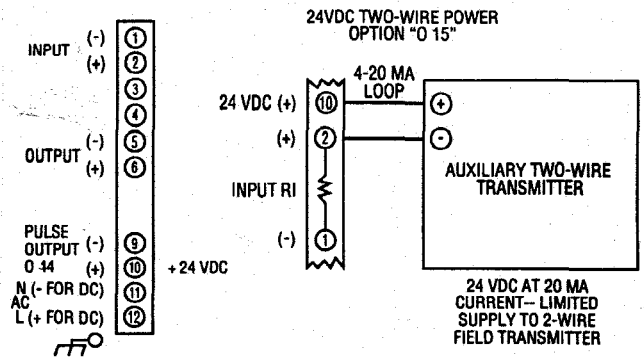 INPUT (-) 1
(+) 2
3
4
OUTPUT (-) 5
(+) 6
PULSE
OUTPUT (-) 9
O 14 (+) 10 + 24 VDC
N (- FOR DC) 11
AC
L (+ FOR DC) 12
24VDC TWO-WIRE POWER
OPTION "O 15"
4-20 MA
LOOP
24 VDC (+) 10 +
(+) 2 -
INPUT RI
(-) 1
AUXILIARY TWO-WIRE
TRANSMITTER
24 VDC AT 20 MA
CURRENT-- LIMITED
SUPPLY TO 2-WIRE
FIELD TRANSMITTER